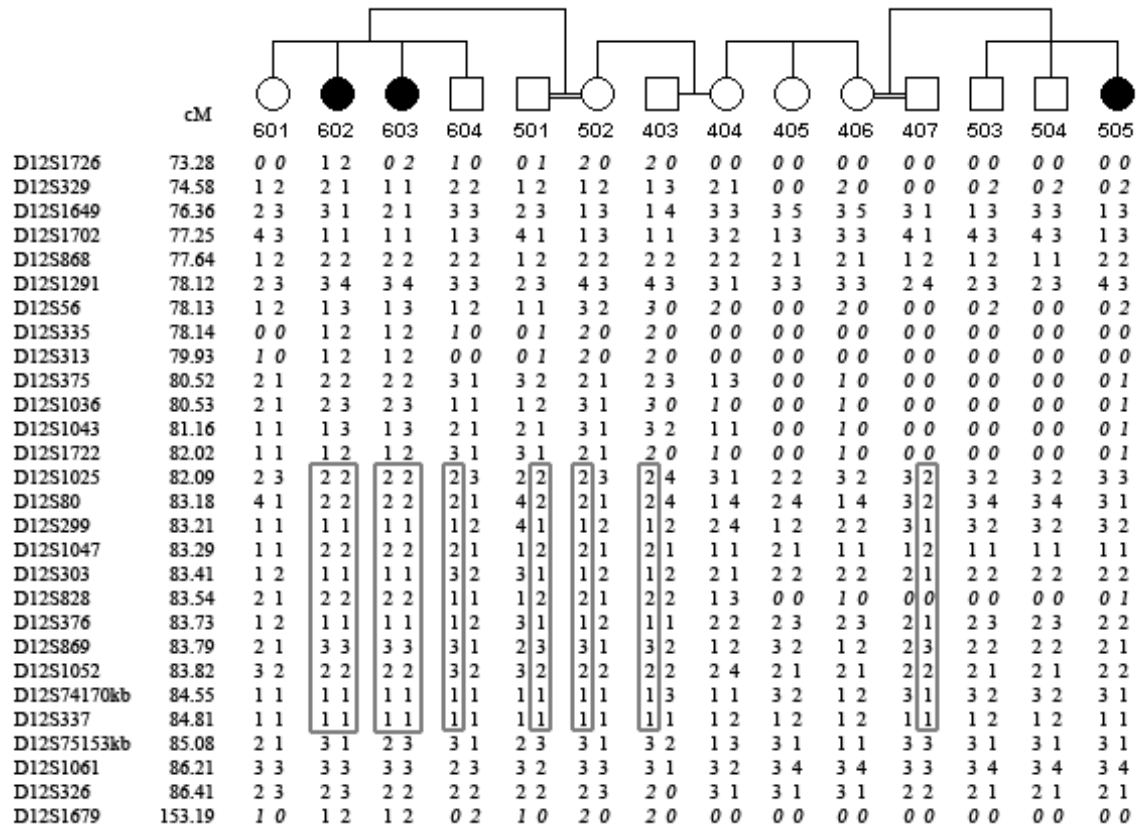 cM
601 602 603 604 501 502 403 404 405 406 407 503 504 505
D12S1726 73.28 0 0 1 2 0 2 1 0 0 1 2 0 2 0 0 0 0 0 0 0 0 0 0 0 0 0 0 0
D12S329 74.58 1 2 2 1 1 1 2 2 1 2 1 2 1 3 2 1 0 0 2 0 0 0 0 2 0 2 0 2
D12S1649 76.36 2 3 3 1 2 1 3 3 2 3 1 3 1 4 3 3 3 5 3 5 3 1 1 3 3 3 1 3
D12S1702 77.25 4 3 1 1 1 1 1 3 4 1 1 3 1 1 3 2 1 3 3 3 4 1 4 3 4 3 1 3
D12S868 77.64 1 2 2 2 2 2 2 2 1 2 2 2 2 2 2 2 2 1 2 1 1 2 1 2 1 1 2 2
D12S1291 78.12 2 3 3 4 3 4 3 3 2 3 4 3 4 3 3 1 3 3 3 3 2 4 2 3 2 3 4 3
D12S56 78.13 1 2 1 3 1 3 1 2 1 1 3 2 3 0 2 0 0 0 2 0 0 0 0 2 0 0 0 2
D12S335 78.14 0 0 1 2 1 2 1 0 0 1 2 0 2 0 0 0 0 0 0 0 0 0 0 0 0 0 0 0
D12S313 79.93 1 0 1 2 1 2 0 0 0 1 2 0 2 0 0 0 0 0 0 0 0 0 0 0 0 0 0 0
D12S375 80.52 2 1 2 2 2 2 3 1 3 2 2 1 2 3 1 3 0 0 1 0 0 0 0 0 0 0 0 1
D12S1036 80.53 2 1 2 3 2 3 1 1 1 2 3 1 3 0 1 0 0 0 1 0 0 0 0 0 0 0 0 1
D12S1043 81.16 1 1 1 3 1 3 2 1 2 1 3 1 3 2 1 1 0 0 1 0 0 0 0 0 0 0 0 1
D12S1722 82.02 1 1 1 2 1 2 3 1 3 1 2 1 2 0 1 0 0 0 1 0 0 0 0 0 0 0 0 1
D12S1025 82.09 2 3 2 2 2 2 2 3 2 2 2 3 2 4 3 1 2 2 3 2 3 2 3 2 3 2 3 3
D12S80 83.18 4 1 2 2 2 2 2 1 4 2 2 1 2 4 1 4 2 4 1 4 3 2 3 4 3 4 3 1
D12S299 83.21 1 1 1 1 1 1 1 2 4 1 1 2 1 2 2 4 1 2 2 2 3 1 3 2 3 2 3 2
D12S1047 83.29 1 1 2 2 2 2 2 1 1 2 2 1 2 1 1 1 2 1 1 1 1 2 1 1 1 1 1 1
D12S303 83.41 1 2 1 1 1 1 3 2 3 1 1 2 1 2 2 1 2 2 2 2 2 1 2 2 2 2 2 2
D12S828 83.54 2 1 2 2 2 2 1 1 1 2 2 1 2 2 1 3 0 0 1 0 0 0 0 0 0 0 0 1
D12S376 83.73 1 2 1 1 1 1 1 2 3 1 1 2 1 1 2 2 2 3 2 3 2 1 2 3 2 3 2 2
D12S869 83.79 2 1 3 3 3 3 3 1 2 3 3 1 3 2 1 2 3 2 1 2 2 3 2 2 2 2 2 1
D12S1052 83.82 3 2 2 2 2 2 3 2 3 2 2 2 2 2 2 4 2 1 2 1 2 2 2 1 2 1 2 2
D12S74170kb 84.55 1 1 1 1 1 1 1 1 1 1 1 1 1 3 1 1 3 2 1 2 3 1 3 2 3 2 3 1
D12S337 84.81 1 1 1 1 1 1 1 1 1 1 1 1 1 1 1 2 1 2 1 2 1 1 1 2 1 2 1 1
D12S75153kb 85.08 2 1 3 1 2 3 3 1 2 3 3 1 3 2 1 3 3 1 1 1 3 3 3 1 3 1 3 1
D12S1061 86.21 3 3 3 3 3 3 2 3 3 2 3 3 3 1 3 2 3 4 3 4 3 3 3 4 3 4 3 4
D12S326 86.41 2 3 2 3 2 2 2 2 2 2 2 3 2 0 3 1 3 1 3 1 2 2 2 1 2 1 2 1
D12S1679 153.19 1 0 1 2 1 2 0 2 1 0 2 0 2 0 0 0 0 0 0 0 0 0 0 0 0 0 0 0